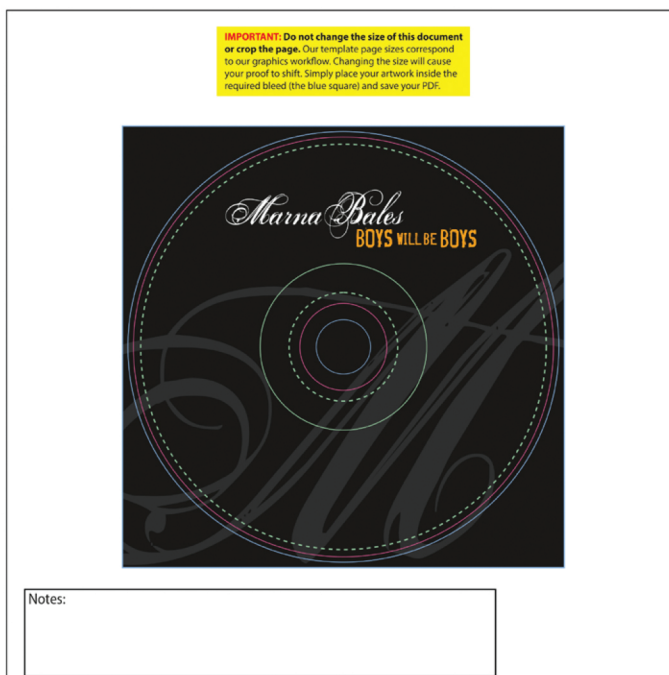 IMPORTANT: Do not change the size of this document
or crop the page. Our template page sizes correspond
to our graphics workflow. Changing the size will cause
your proof to shift. Simply place your artwork inside the
required bleed (the blue square) and save your PDF.
Marna Bales
BOYS WILL BE BOYS
Notes: